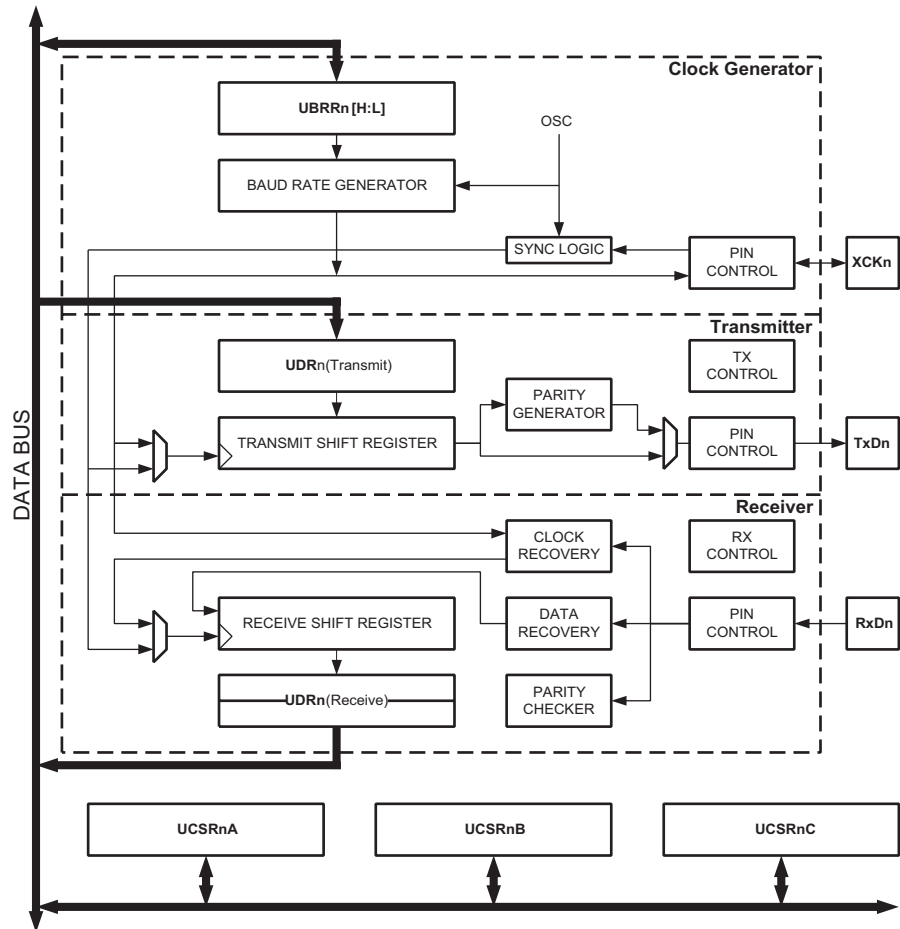 Clock Generator
UBRRn [H:L]
OSC
BAUD RATE GENERATOR
SYNC LOGIC
PIN
CONTROL
XCKn
Transmitter
UDRn(Transmit)
TX
CONTROL
PARITY
GENERATOR
TRANSMIT SHIFT REGISTER
PIN
CONTROL
TxDn
DATA BUS
Receiver
CLOCK
RECOVERY
RX
CONTROL
RECEIVE SHIFT REGISTER
DATA
RECOVERY
PIN
CONTROL
RxDn
UDRn(Receive)
PARITY
CHECKER
UCSRnA
UCSRnB
UCSRnC